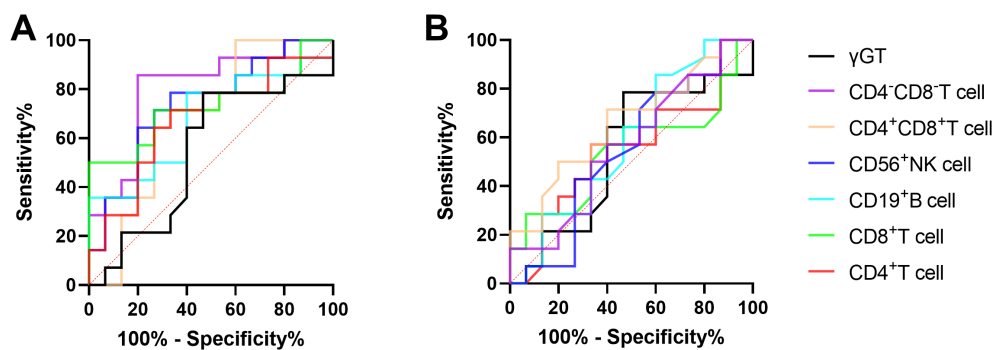 A
Sensitivity%
100
80
60
40
20
0
0 20 40 60 80 100
100% - Specificity%
B
Sensitivity%
100
80
60
40
20
0
0 20 40 60 80 100
100% - Specificity%
γGT
CD4⁻CD8⁻T cell
CD4⁺CD8⁺T cell
CD56⁺NK cell
CD19⁺B cell
CD8⁺T cell
CD4⁺T cell